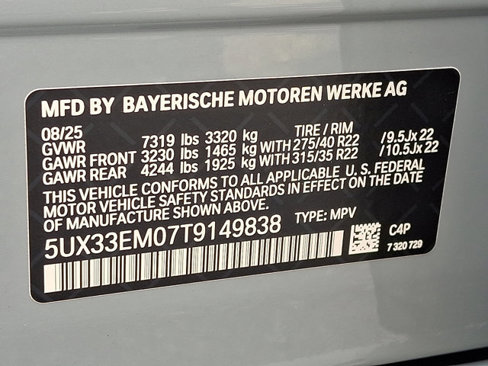 MFD BY BAYERISCHE MOTOREN WERKE AG
08/25
GVWR 7319 lbs 3320 kg TIRE / RIM
GAWR FRONT 3230 lbs 1465 kg WITH 275/40 R22 /9.5Jx 22
GAWR REAR 4244 lbs 1925 kg WITH 315/35 R22 /10.5Jx 22
THIS VEHICLE CONFORMS TO ALL APPLICABLE U. S. FEDERAL
MOTOR VEHICLE SAFETY STANDARDS IN EFFECT ON THE DATE
OF MANUFACTURE SHOWN ABOVE.
5UX33EM07T9149838 TYPE: MPV
C4P
7 320 729